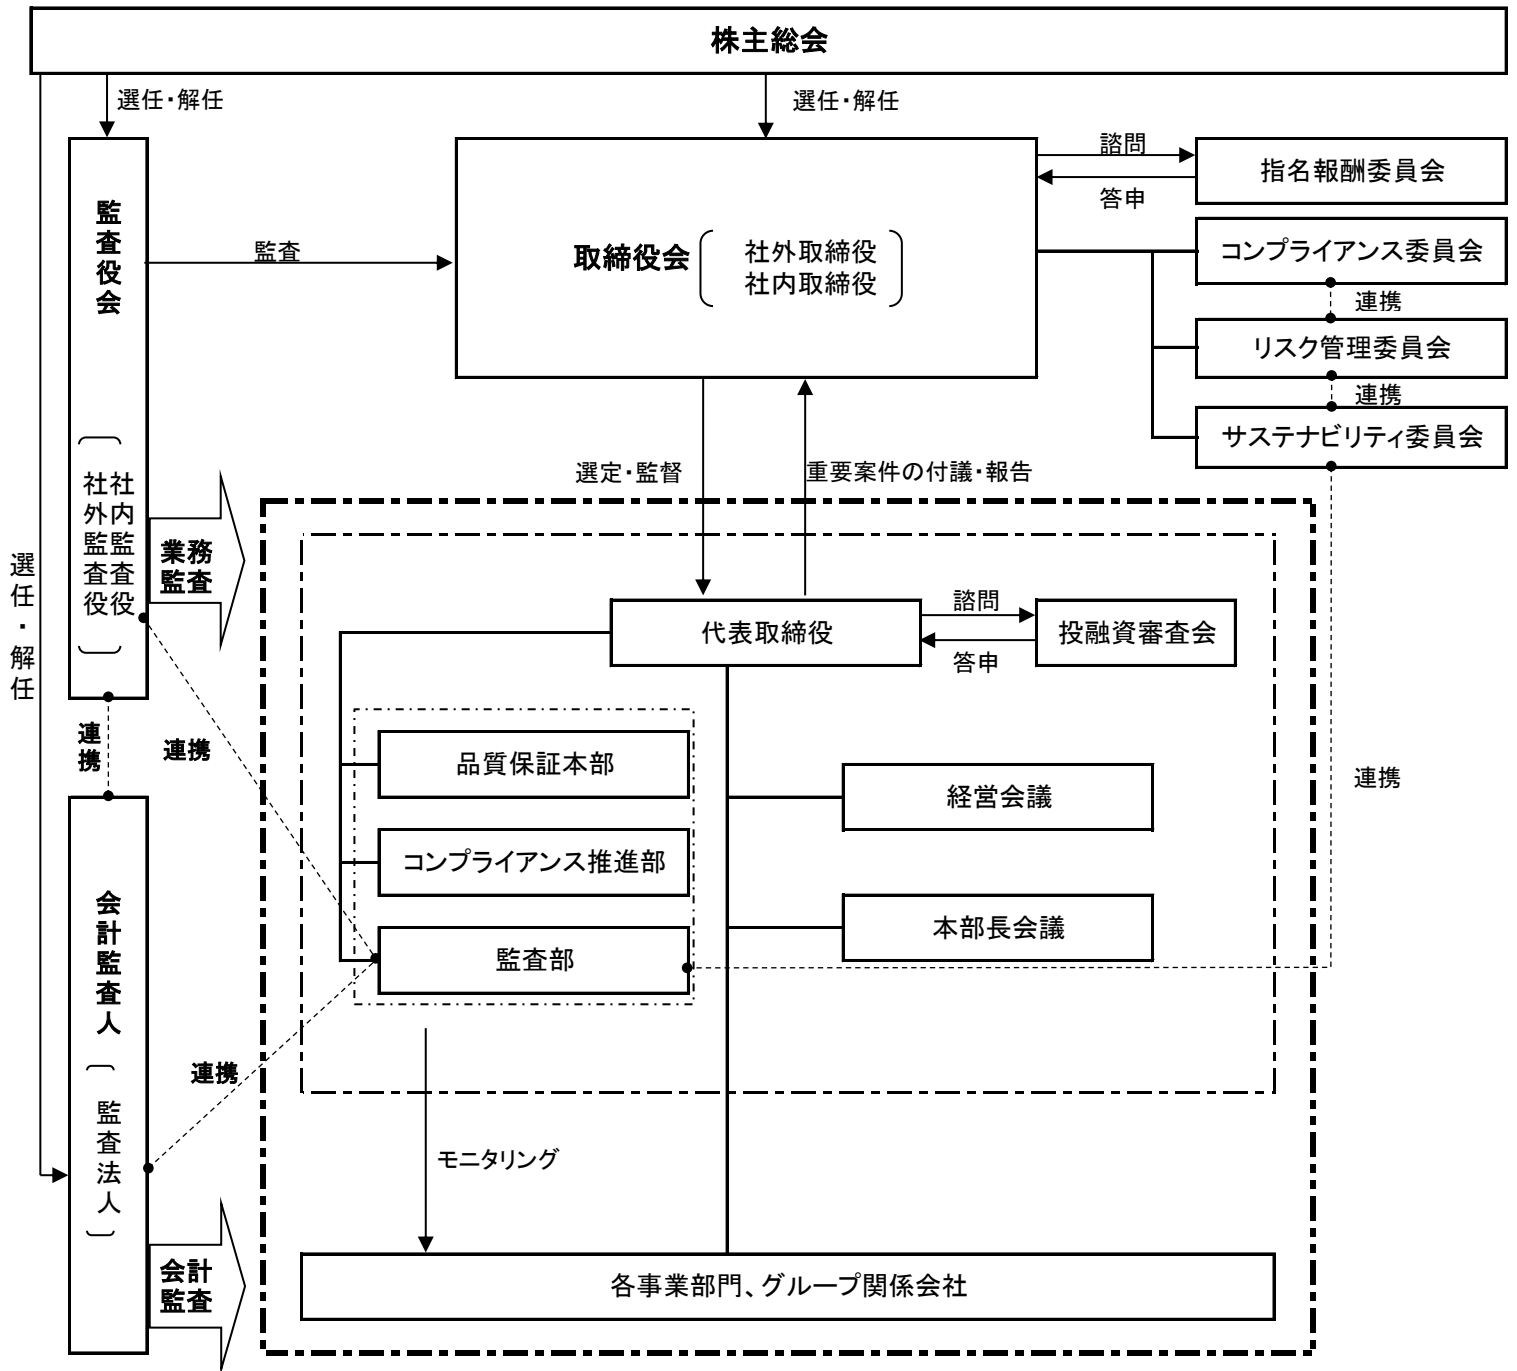 株主総会
選任・解任
選任・解任
諮問
答申
指名報酬委員会
監査役会
監査
取締役会
社外取締役
社内取締役
コンプライアンス委員会
連携
リスク管理委員会
連携
サステナビリティ委員会
社内監査役
社外監査役
選定・監督
重要案件の付議・報告
業務
監査
選任・解任
代表取締役
諮問
答申
投融資審査会
連携
連携
品質保証本部
経営会議
連携
コンプライアンス推進部
本部長会議
監査部
会計監査人
監査法人
連携
モニタリング
会計
監査
各事業部門、グループ関係会社